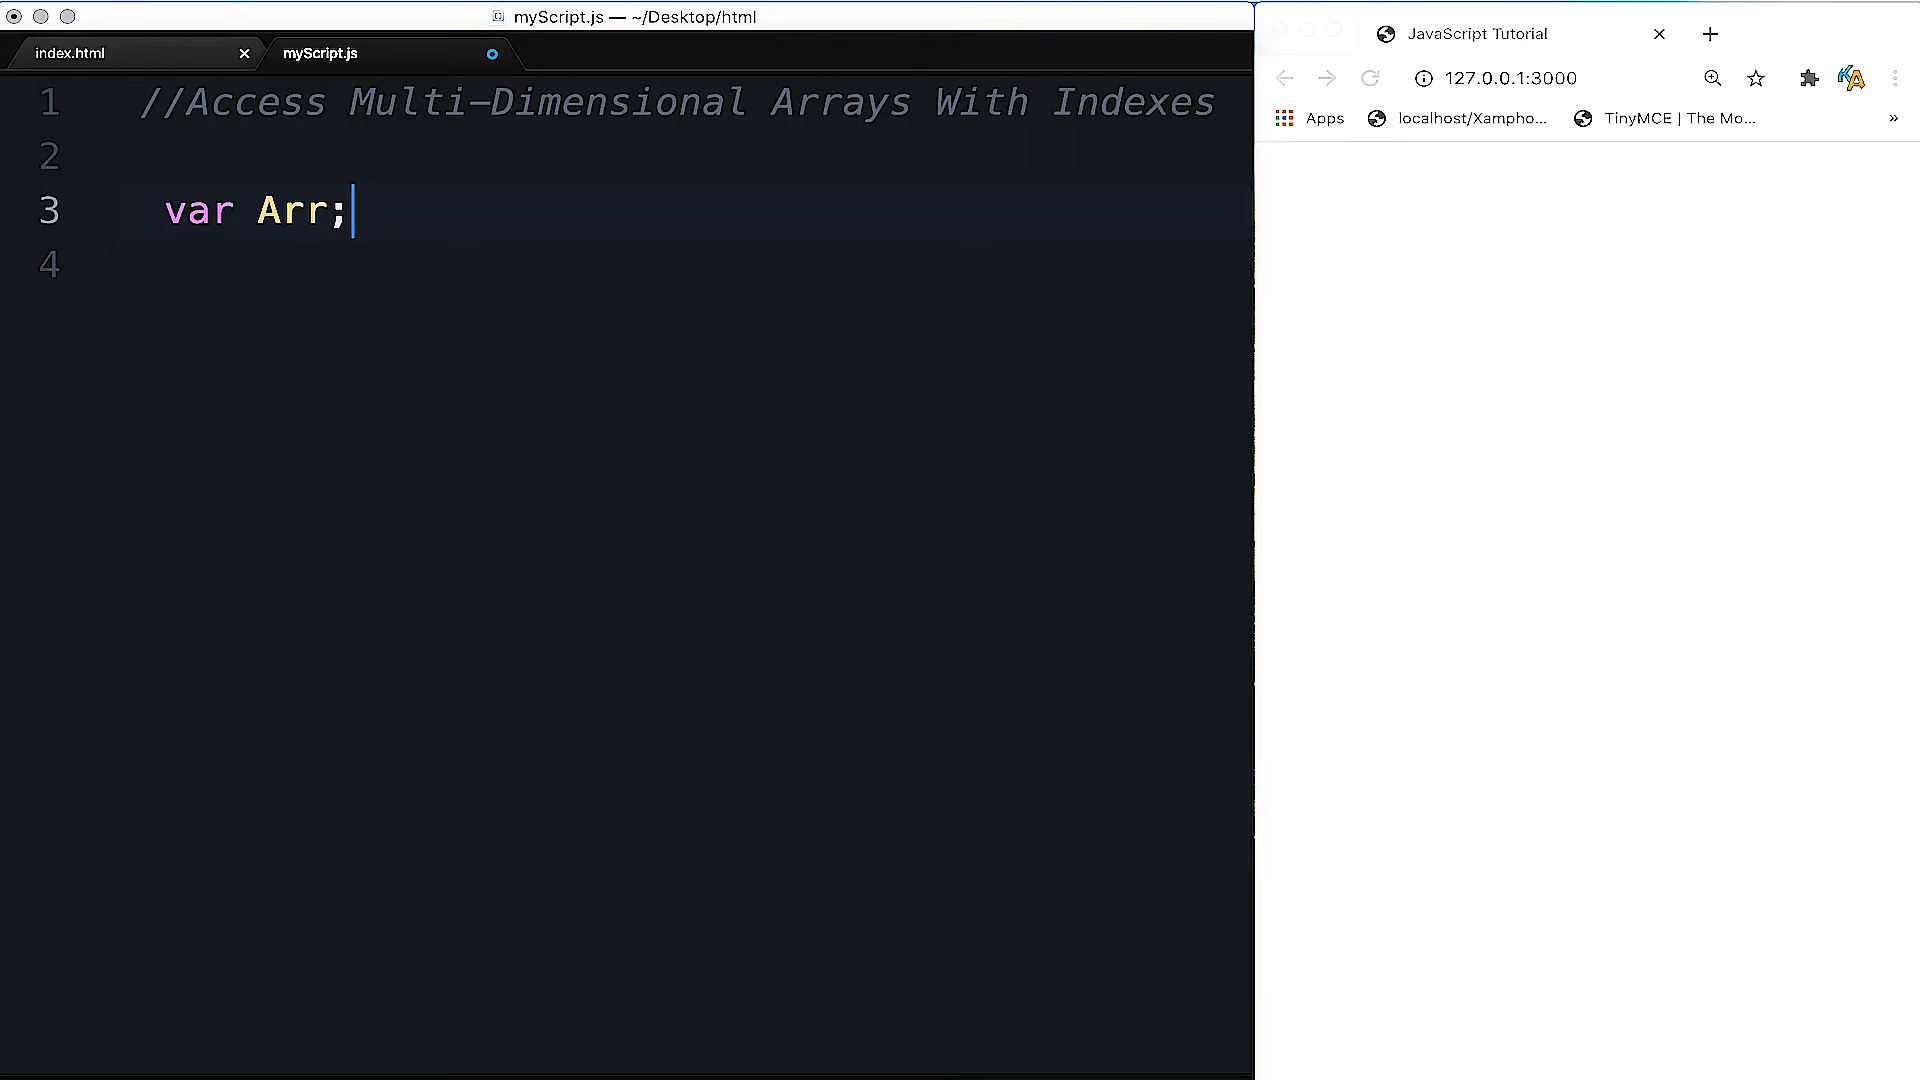 myScript.js — ~/Desktop/html
index.html
myScript.js
1 //Access Multi-Dimensional Arrays With Indexes
2
3 var Arr;
4
JavaScript Tutorial
127.0.0.1:3000
Apps localhost/Xampho... TinyMCE | The Mo... »